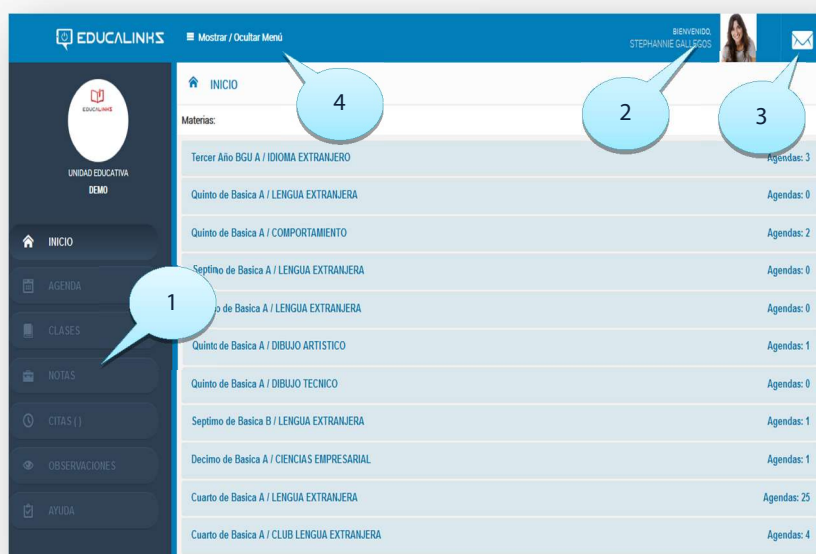 EDUCALINKS
Mostrar / Ocultar Menú
BIENVENIDO,
STEPHANNIE GALLEGOS
EDUCALINKS
UNIDAD EDUCATIVA
DEMO
INICIO
AGENDA
CLASES
NOTAS
CITAS ( )
OBSERVACIONES
AYUDA
INICIO
Materias:
Tercer Año BGU A / IDIOMA EXTRANJERO Agendas: 3
Quinto de Basica A / LENGUA EXTRANJERA Agendas: 0
Quinto de Basica A / COMPORTAMIENTO Agendas: 2
Septimo de Basica A / LENGUA EXTRANJERA Agendas: 0
de Basica A / LENGUA EXTRANJERA Agendas: 0
Quinto de Basica A / DIBUJO ARTISTICO Agendas: 1
Quinto de Basica A / DIBUJO TECNICO Agendas: 0
Septimo de Basica B / LENGUA EXTRANJERA Agendas: 1
Decimo de Basica A / CIENCIAS EMPRESARIAL Agendas: 1
Cuarto de Basica A / LENGUA EXTRANJERA Agendas: 25
Cuarto de Basica A / CLUB LENGUA EXTRANJERA Agendas: 4
1
2
3
4